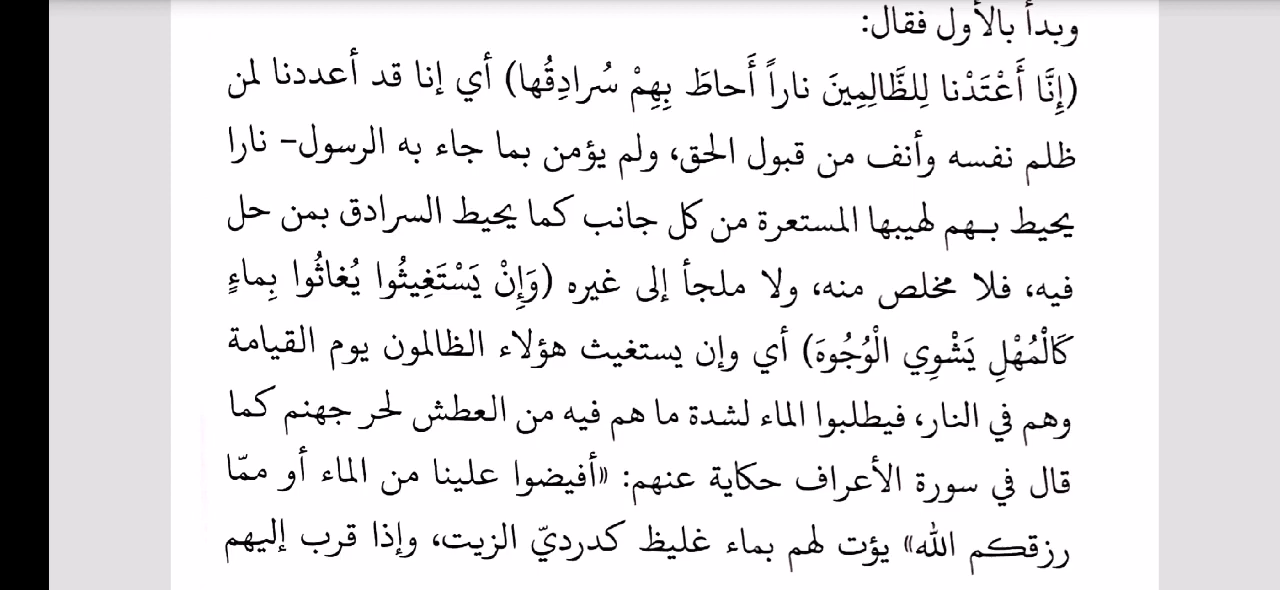 وبدأ بالأول فقال:
(إِنَّا أَعْتَدْنا لِلظَّالِمِينَ ناراً أَحاطَ بِهِمْ سُرادِقُها) أي إنا قد أعددنا لمن
ظلم نفسه وأنف من قبول الحق، ولم يؤمن بما جاء به الرسول– نارا
يحيط بـهم لهيبها المستعرة من كل جانب كما يحيط السرادق بمن حل
فيه، فلا مخلص منه، ولا ملجأ إلى غيره (وَإِنْ يَسْتَغِيثُوا يُغاثُوا بِماءٍ
كَالْمُهْلِ يَشْوِي الْوُجُوهَ) أي وإن يستغيث هؤلاء الظالمون يوم القيامة
وهم في النار، فيطلبوا الماء لشدة ما هم فيه من العطش لحر جهنم كما
قال في سورة الأعراف حكاية عنهم: «أفيضوا علينا من الماء أو ممّا
رزقكم الله» يؤت لهم بماء غليظ كدرديّ الزيت، وإذا قرب إليهم